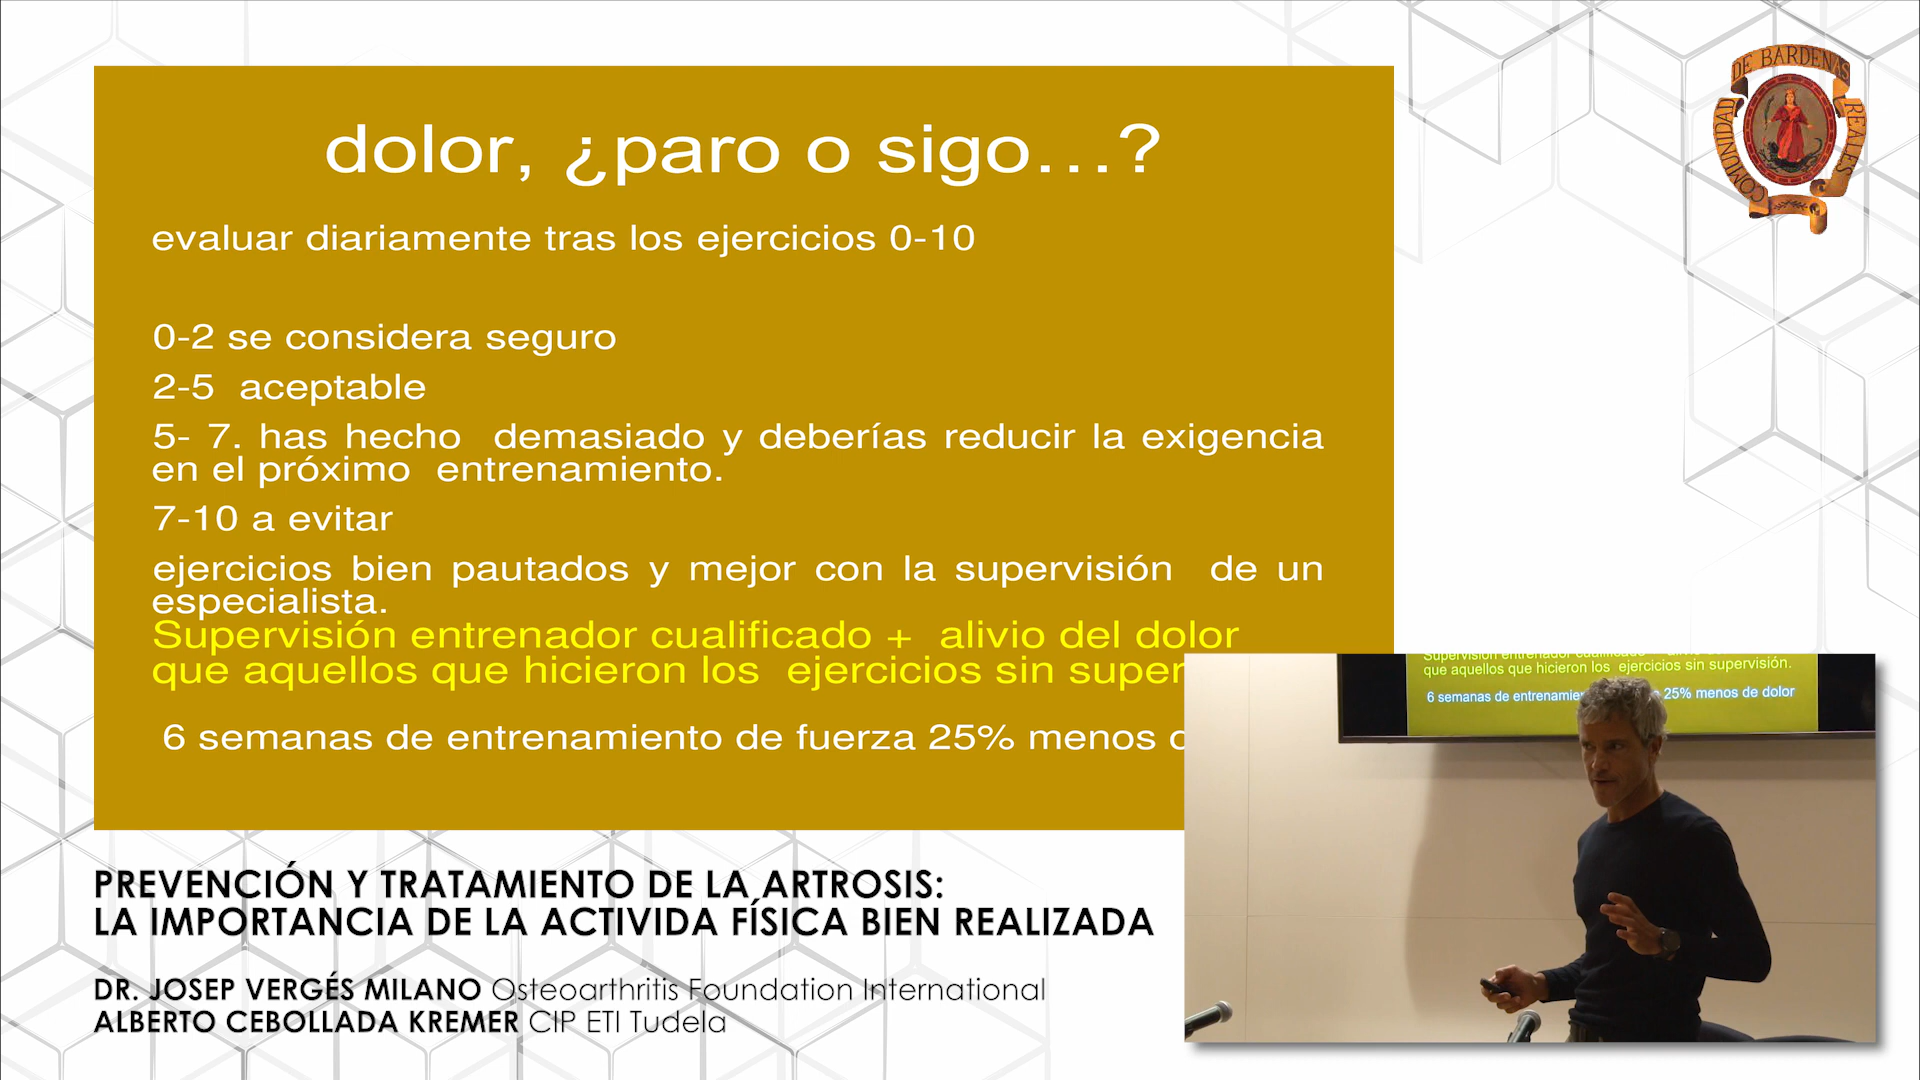 dolor, ¿paro o sigo...?
evaluar diariamente tras los ejercicios 0-10
0-2 se considera seguro
2-5 aceptable
5- 7. has hecho demasiado y deberías reducir la exigencia
en el próximo entrenamiento.
7-10 a evitar
ejercicios bien pautados y mejor con la supervisión de un
especialista.
Supervisión entrenador cualificado + alivio del dolor
que aquellos que hicieron los ejercicios sin super
6 semanas de entrenamiento de fuerza 25% menos
COMUNIDAD DE BARDENAS REALES
que aquellos que hicieron los ejercicios sin supervisión.
6 semanas de 25% menos de dolor
PREVENCIÓN Y TRATAMIENTO DE LA ARTROSIS:
LA IMPORTANCIA DE LA ACTIVIDA FÍSICA BIEN REALIZADA
DR. JOSEP VERGÉS MILANO Osteoarthritis Foundation International
ALBERTO CEBOLLADA KREMER CIP ETI Tudela